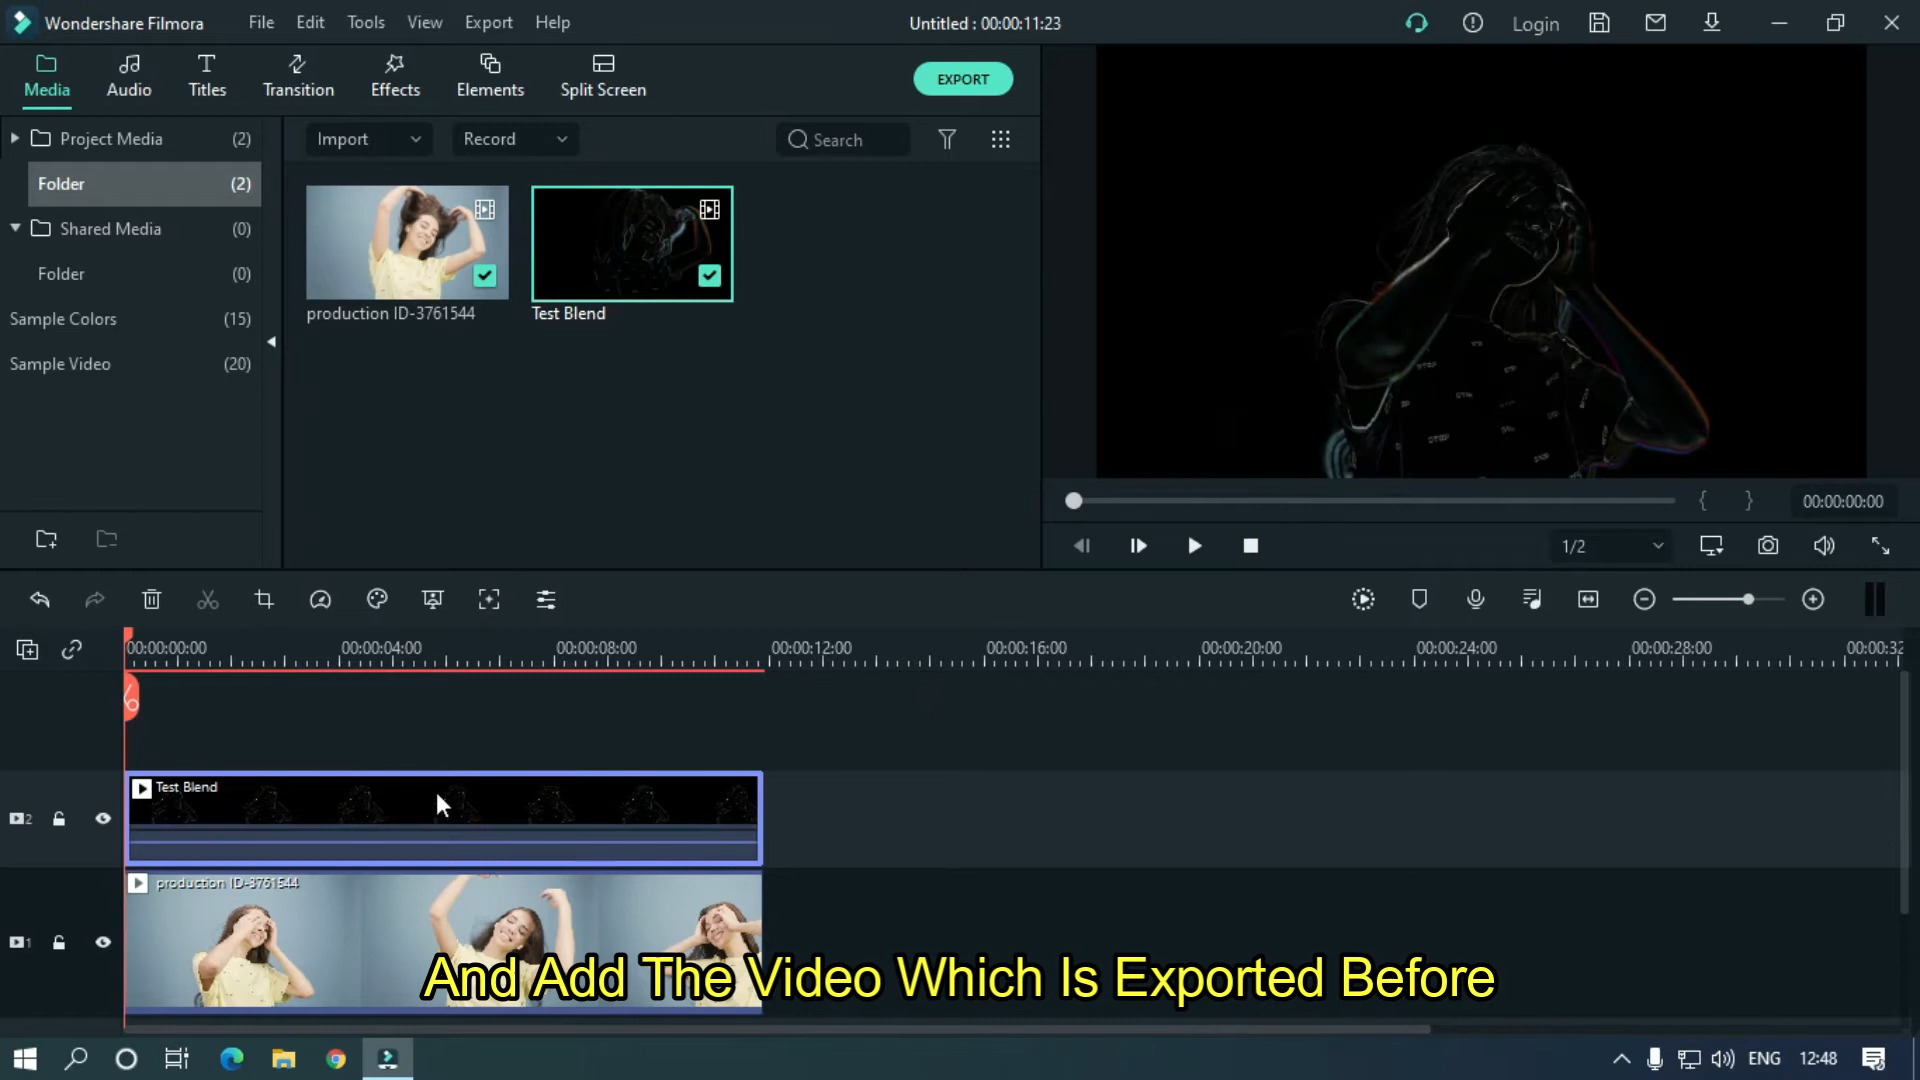 Wondershare Filmora File Edit Tools View Export Help Untitled : 00:00:11:23 Login
Media Audio Titles Transition Effects Elements Split Screen EXPORT
Project Media (2)
Folder (2)
Shared Media (0)
Folder (0)
Sample Colors (15)
Sample Video (20)
Import Record Search
production ID-3761544 Test Blend
{ } 00:00:00:00
1/2
00:00:00:00 00:00:04:00 00:00:08:00 00:00:12:00 00:00:16:00 00:00:20:00 00:00:24:00 00:00:28:00 00:00:32
Test Blend
2
production ID-3761544
1
And Add The Video Which Is Exported Before
ENG 12:48